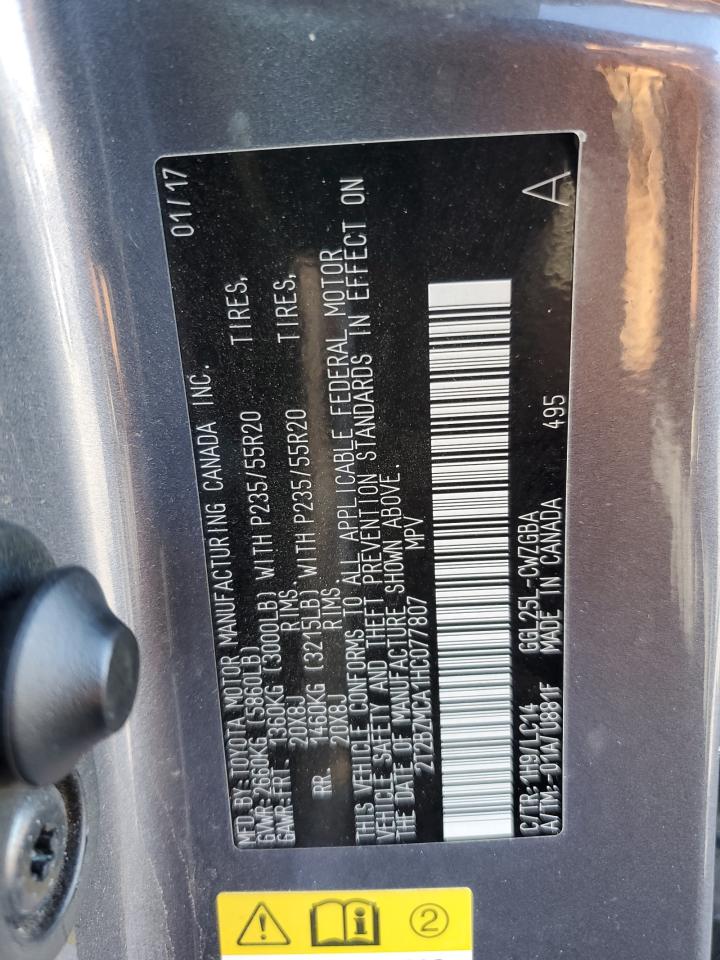 MFD. BY: TOYOTA MOTOR MANUFACTURING CANADA INC. 01/17
GVWR: 2660KG (5860LB)
GAWR: FRT. 1360KG (3000LB) WITH P235/55R20 TIRES,
20X8J RIMS
RR. 1460KG (3215LB) WITH P235/55R20 TIRES,
20X8J RIMS.
THIS VEHICLE CONFORMS TO ALL APPLICABLE FEDERAL MOTOR
VEHICLE SAFETY AND THEFT PREVENTION STANDARDS IN EFFECT ON
THE DATE OF MANUFACTURE SHOWN ABOVE.
2T2BZMCA1HC077807 MPV
A
C/TR: 1H9/LC14 GGL25L-CWZGBA 495
A/TM:-01A/U881F MADE IN CANADA
2